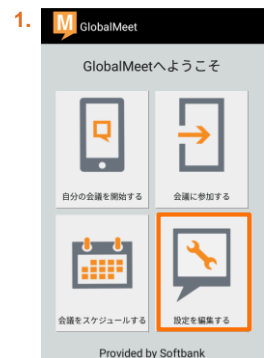 1.
GlobalMeet
GlobalMeetへようこそ
自分の会議を開始する
会議に参加する
会議をスケジュールする
設定を編集する
Provided by Softbank